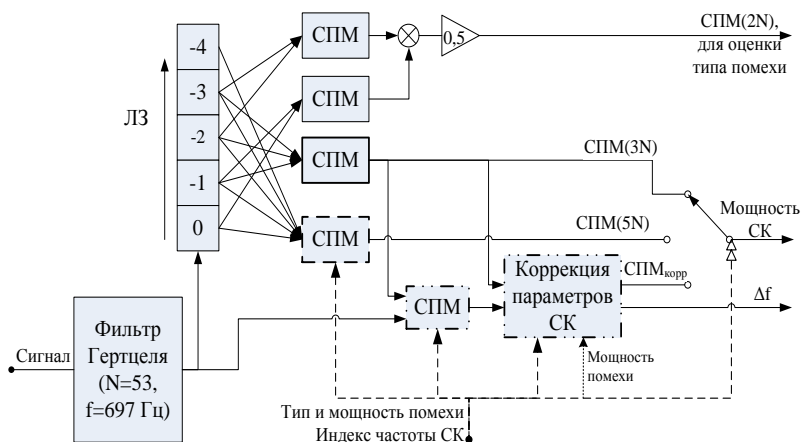 -4
СПМ
0,5
СПМ(2N),
для оценки
типа помехи
-3
СПМ
ЛЗ
-2
СПМ
СПМ(3N)
-1
0
СПМ
СПМ(5N)
Мощность
СК
Коррекция
параметров
СК
СПМкорр
СПМ
Δf
Фильтр
Гертцеля
(N=53,
f=697 Гц)
Сигнал
Мощность
помехи
Тип и мощность помехи
Индекс частоты СК